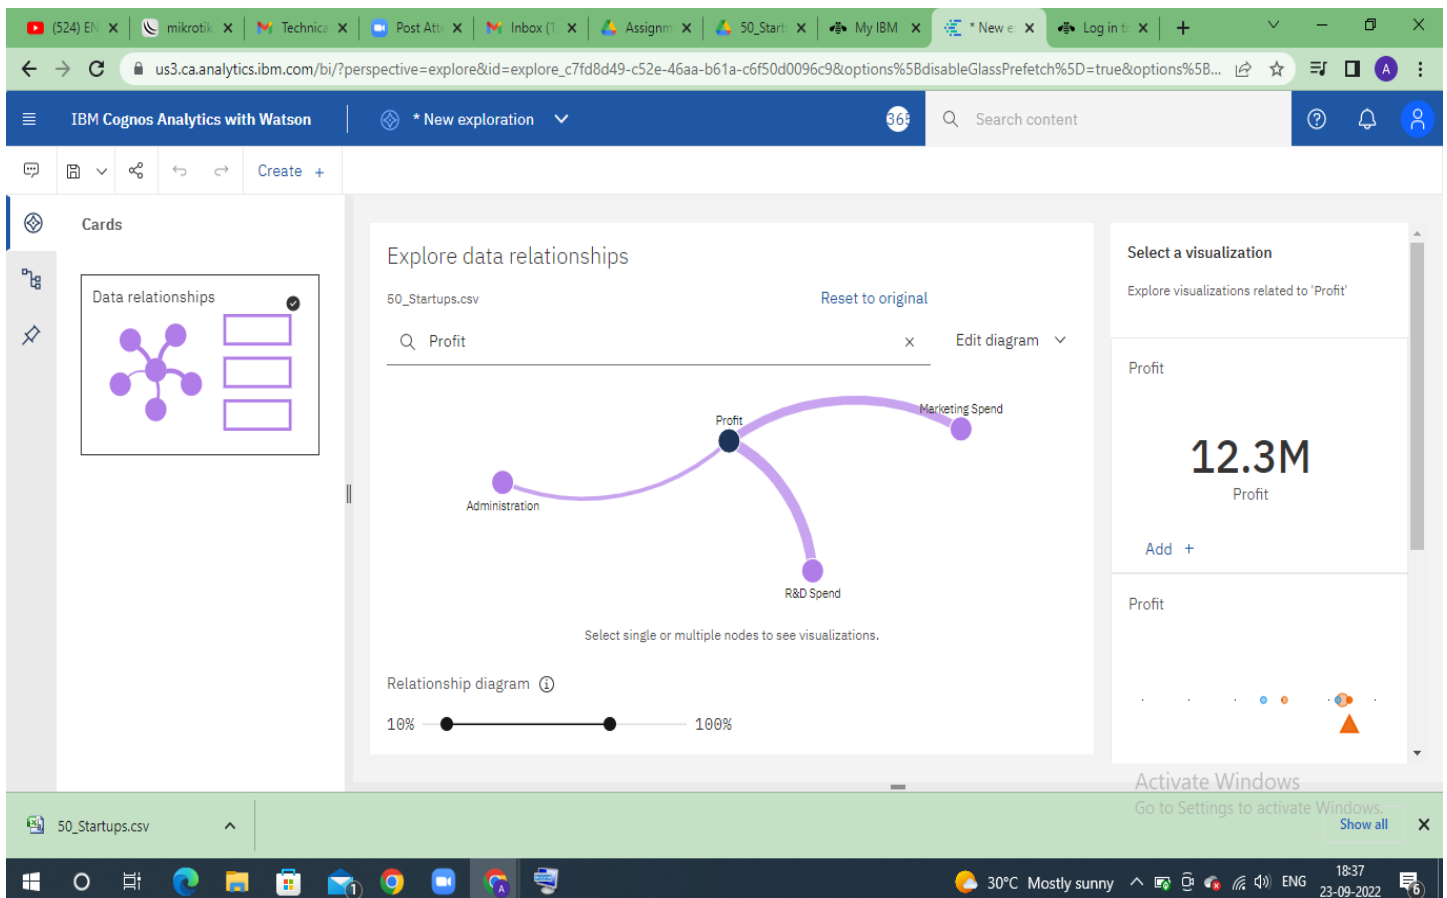 (524) EN
mikrotik
Technica
Post Atte
Inbox (1
Assignm
50_Start
My IBM
* New e
Log in to
us3.ca.analytics.ibm.com/bi/?perspective=explore&id=explore_c7fd8d49-c52e-46aa-b61a-c6f50d0096c9&options%5BdisableGlassPrefetch%5D=true&options%5B...
A
IBM Cognos Analytics with Watson
* New exploration
365
Search content
Create +
Cards
Data relationships
Explore data relationships
50_Startups.csv
Reset to original
Profit
Edit diagram
Profit
Marketing Spend
Administration
R&D Spend
Select single or multiple nodes to see visualizations.
Relationship diagram
10%
100%
Select a visualization
Explore visualizations related to 'Profit'
Profit
12.3M
Profit
Add +
Profit
Activate Windows
Go to Settings to activate Windows.
50_Startups.csv
Show all
30°C Mostly sunny
ENG
18:37
23-09-2022
1
A
6